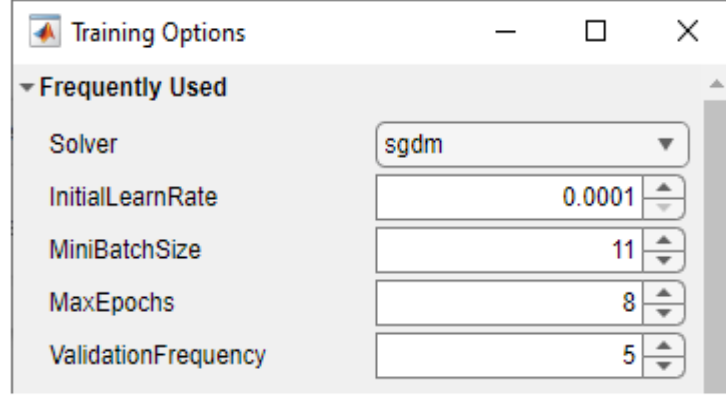 Training Options
Frequently Used
Solver sgdm
InitialLearnRate 0.0001
MiniBatchSize 11
MaxEpochs 8
ValidationFrequency 5